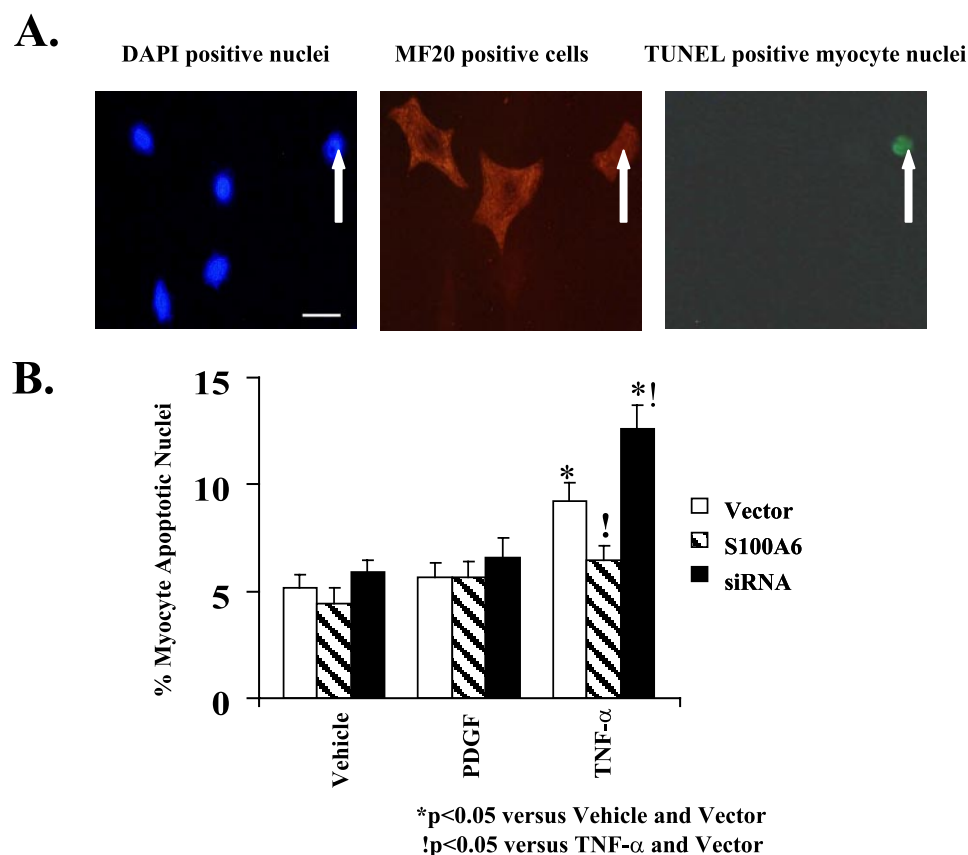 A.
DAPI positive nuclei MF20 positive cells TUNEL positive myocyte nuclei
B.
% Myocyte Apoptotic Nuclei
15
10
5
0
*
!
*!
Vector
S100A6
siRNA
Vehicle
PDGF
TNF-α
*p<0.05 versus Vehicle and Vector
!p<0.05 versus TNF-α and Vector